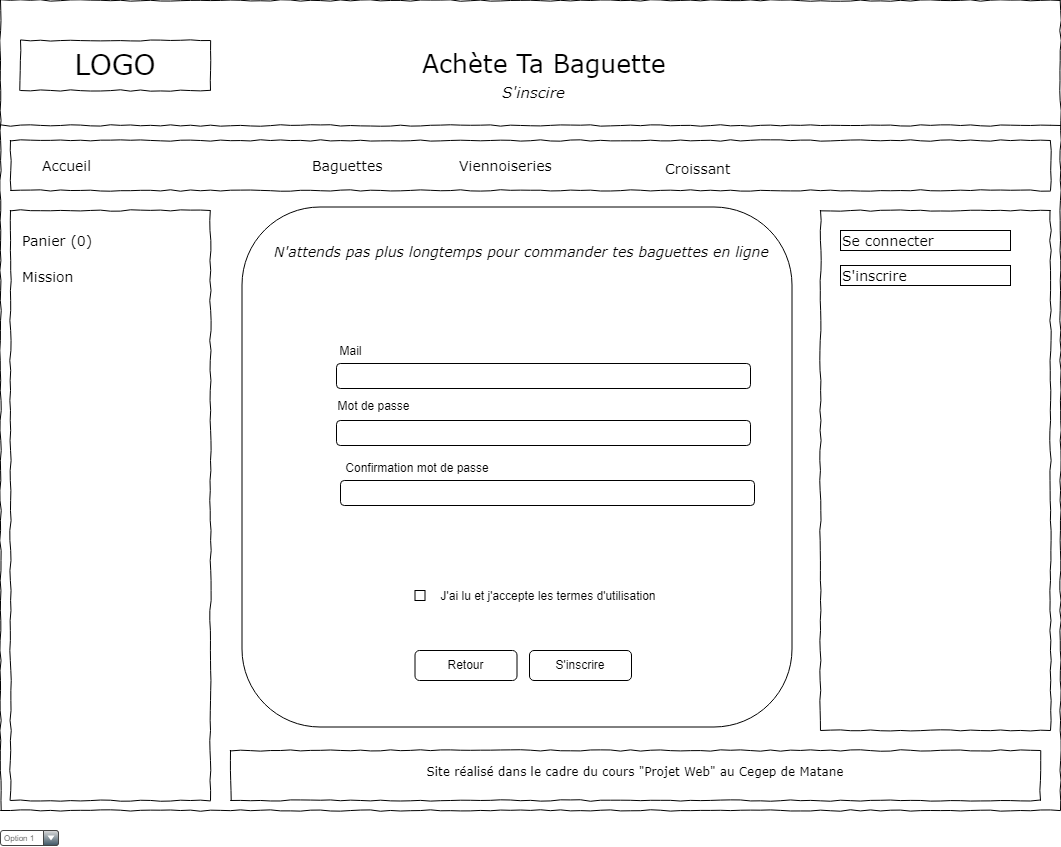 LOGO
Achète Ta Baguette
S'inscire
Accueil
Baguettes
Viennoiseries
Croissant
Panier (0)
Mission
N'attends pas plus longtemps pour commander tes baguettes en ligne
Mail
Mot de passe
Confirmation mot de passe
J'ai lu et j'accepte les termes d'utilisation
Retour
S'inscrire
Se connecter
S'inscrire
Site réalisé dans le cadre du cours "Projet Web" au Cegep de Matane
Option 1